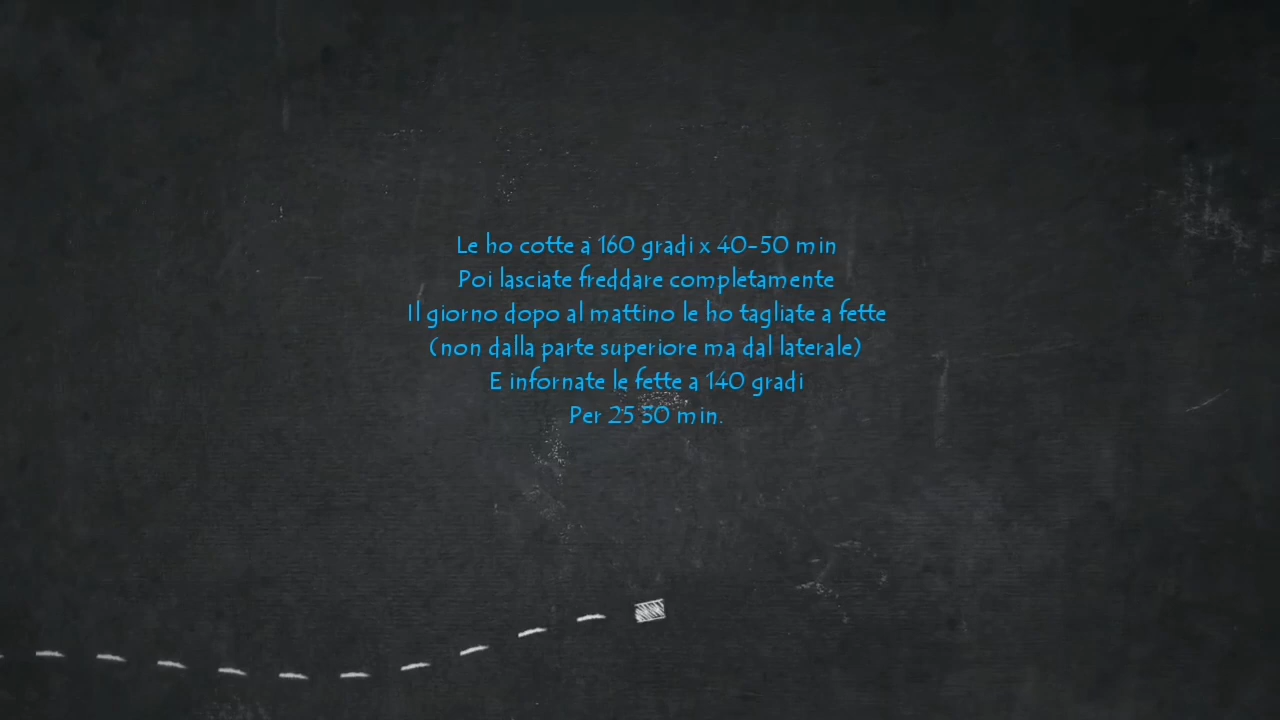 Le ho cotte a 160 gradi x 40-50 min
Poi lasciate freddare completamente
Il giorno dopo al mattino le ho tagliate a fette
(non dalla parte superiore ma dal laterale)
E infornate le fette a 140 gradi
Per 25 30 min.